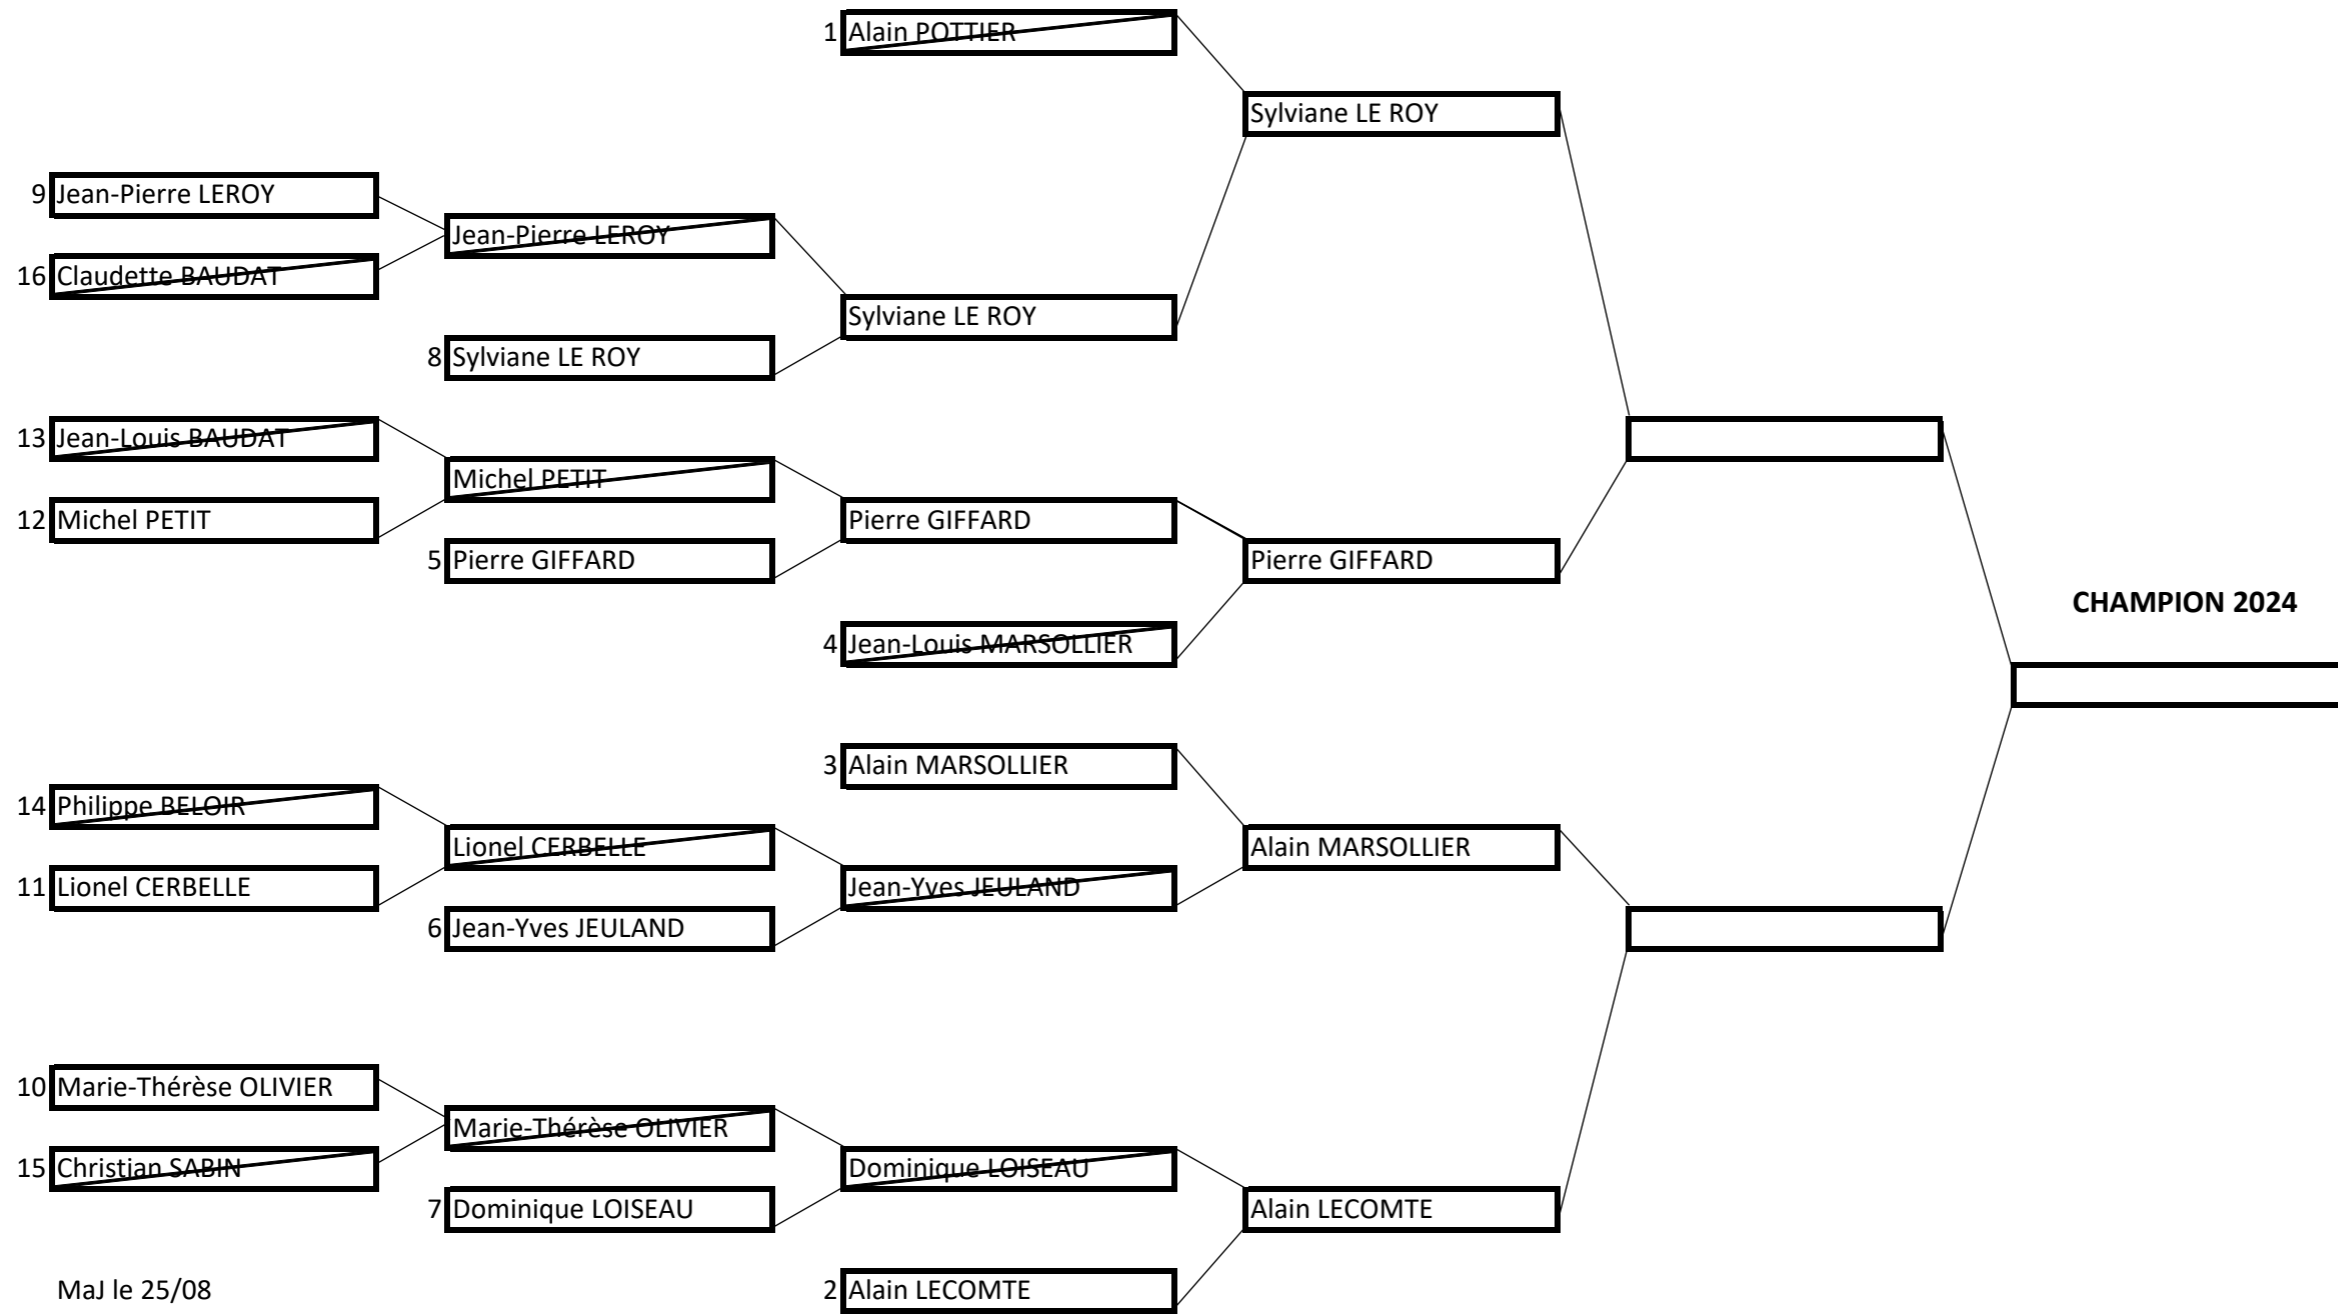 1 Alain POTTIER
Sylviane LE ROY
9 Jean-Pierre LEROY
Jean-Pierre LEROY
16 Claudette BAUDAT
Sylviane LE ROY
8 Sylviane LE ROY
13 Jean-Louis BAUDAT
Michel PETIT
12 Michel PETIT
Pierre GIFFARD
5 Pierre GIFFARD
Pierre GIFFARD
CHAMPION 2024
4 Jean-Louis MARSOLLIER
3 Alain MARSOLLIER
14 Philippe BELOIR
Lionel CERBELLE
Alain MARSOLLIER
11 Lionel CERBELLE
Jean-Yves JEULAND
6 Jean-Yves JEULAND
10 Marie-Thérèse OLIVIER
Marie-Thérèse OLIVIER
15 Christian SABIN
Dominique LOISEAU
7 Dominique LOISEAU
Alain LECOMTE
MaJ le 25/08
2 Alain LECOMTE